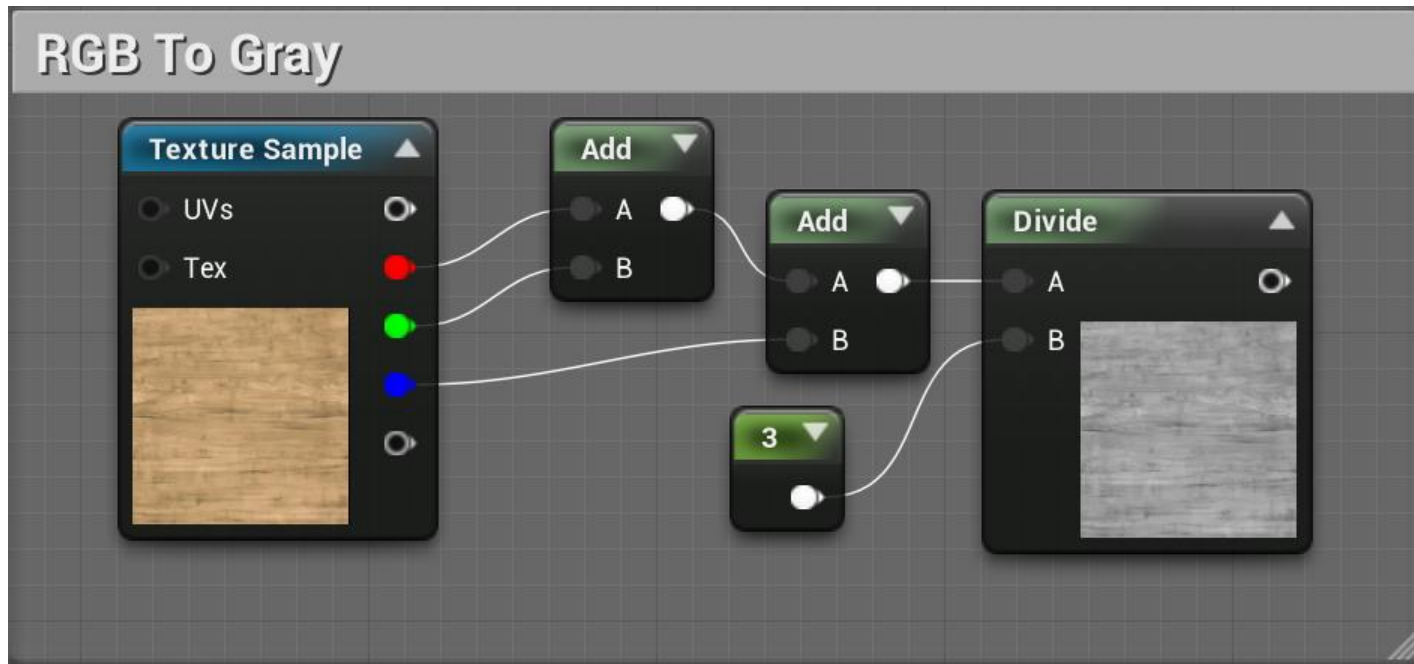 RGB To Gray
Texture Sample
UVs
Tex
Add
A
B
Add
A
B
3
Divide
A
B